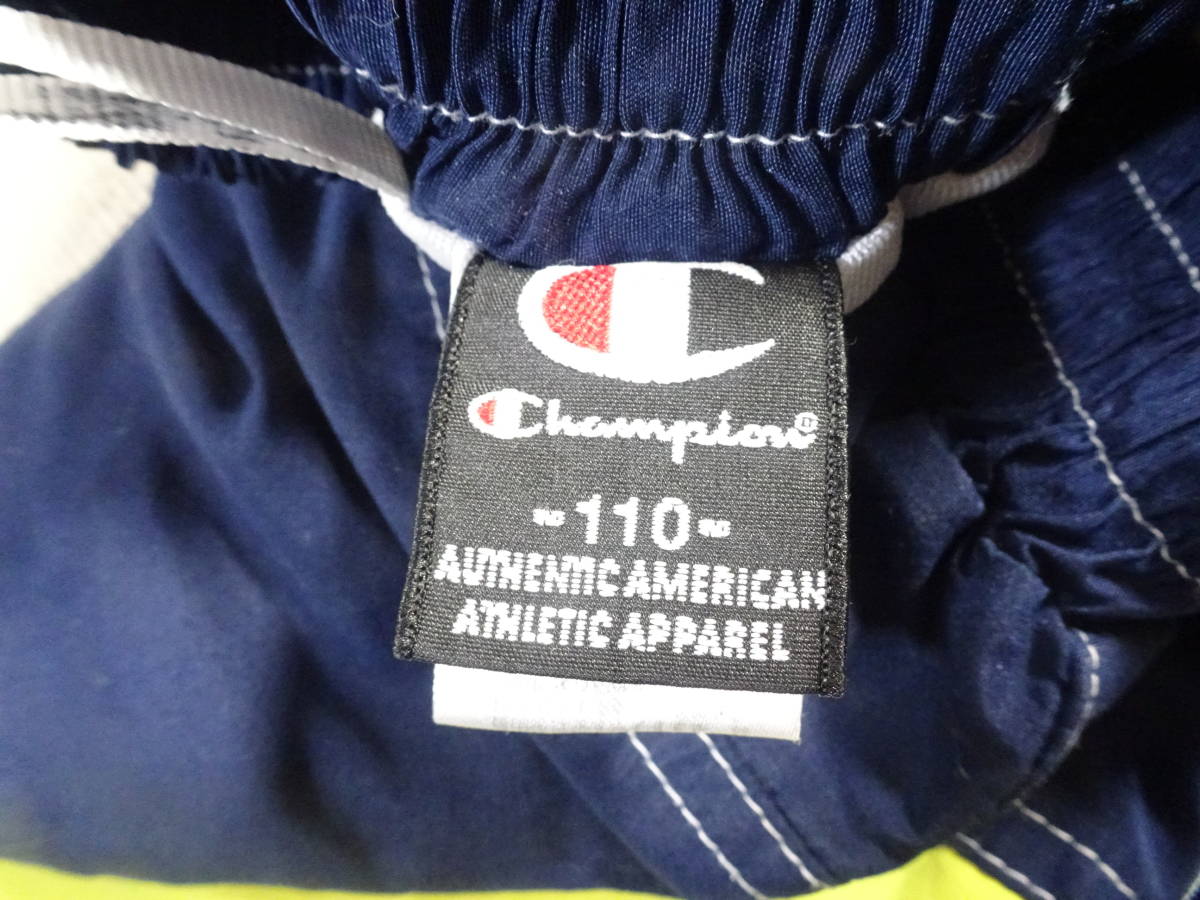 Champion®
-110-
AUTHENTIC AMERICAN
ATHLETIC APPAREL